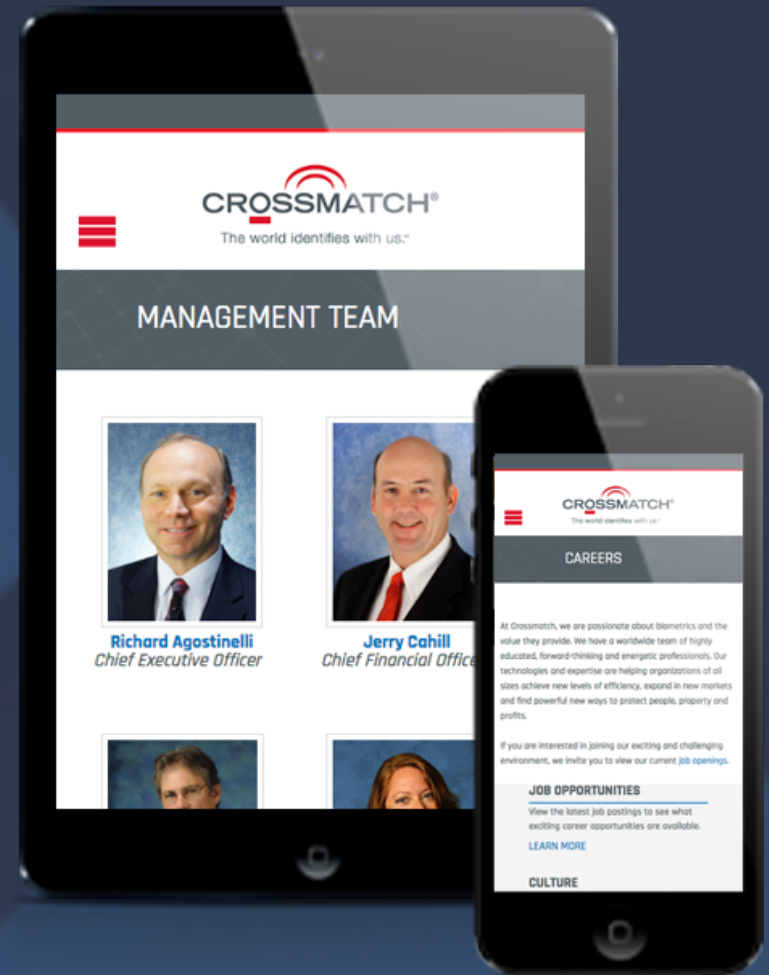 CROSSMATCH®
The world identifies with us.℠
MANAGEMENT TEAM
Richard Agostinelli
Chief Executive Officer
Jerry Cahill
Chief Financial Office
CROSSMATCH®
The world identifies with us.℠
CAREERS
At Crossmatch, we are passionate about biometrics and the
value they provide. We have a worldwide team of highly
educated, forward-thinking and energetic professionals. Our
technologies and expertise are helping organizations of all
sizes achieve new levels of efficiency, expand in new markets
and find powerful new ways to protect people, property and
profits.
If you are interested in joining our exciting and challenging
environment, we invite you to view our current job openings.
JOB OPPORTUNITIES
View the latest job postings to see what
exciting career opportunities are available.
LEARN MORE
CULTURE